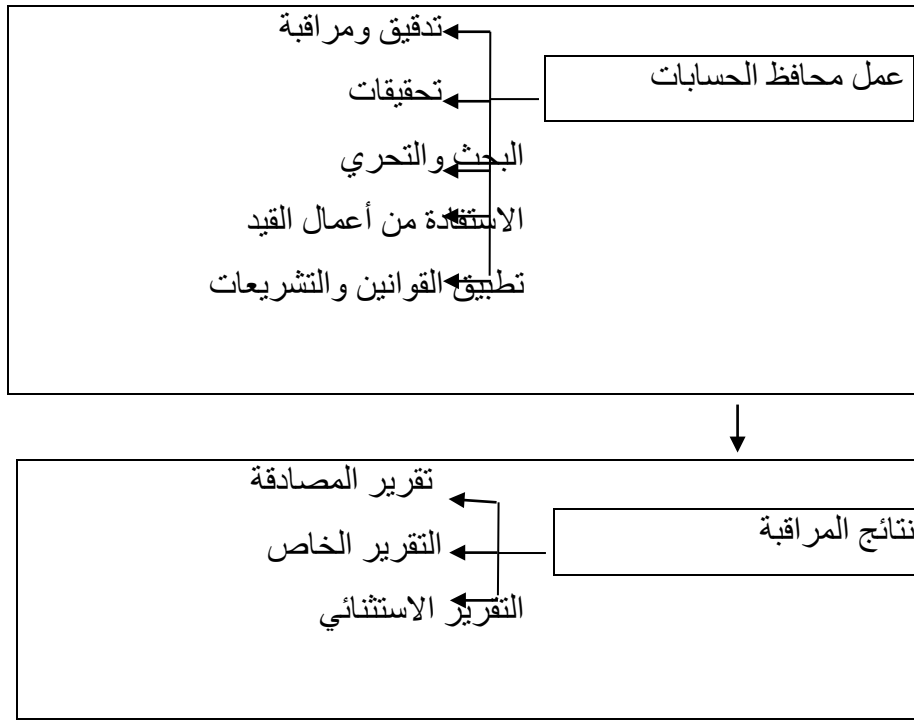 عمل محافظ الحسابات
تدقيق ومراقبة
تحقيقات
البحث والتحري
الاستفادة من أعمال القيد
تطبيق القوانين والتشريعات
نتائج المراقبة
تقرير المصادقة
التقرير الخاص
التقرير الاستثنائي